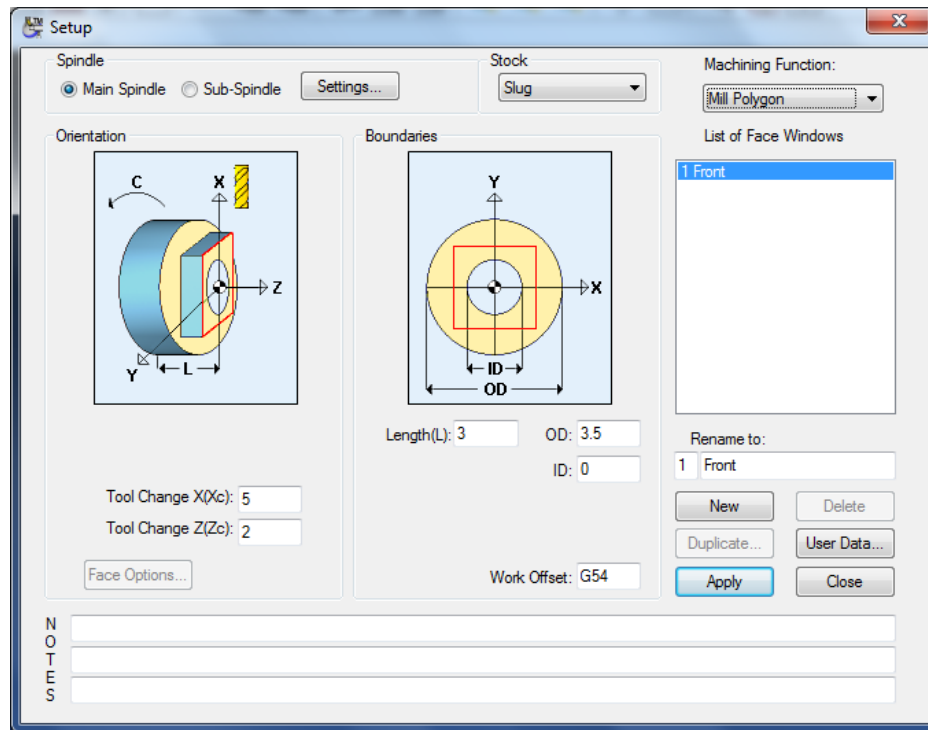 Setup
Spindle
Main Spindle Sub-Spindle Settings...
Stock
Slug
Machining Function:
Mill Polygon
Orientation
C X
Z
Y L
Boundaries
Y
X
ID
OD
Length(L): 3 OD: 3.5
ID: 0
Tool Change X(Xc): 5
Tool Change Z(Zc): 2
Face Options...
Work Offset: G54
List of Face Windows
1 Front
Rename to:
1 Front
New Delete
Duplicate... User Data...
Apply Close
N
O
T
E
S